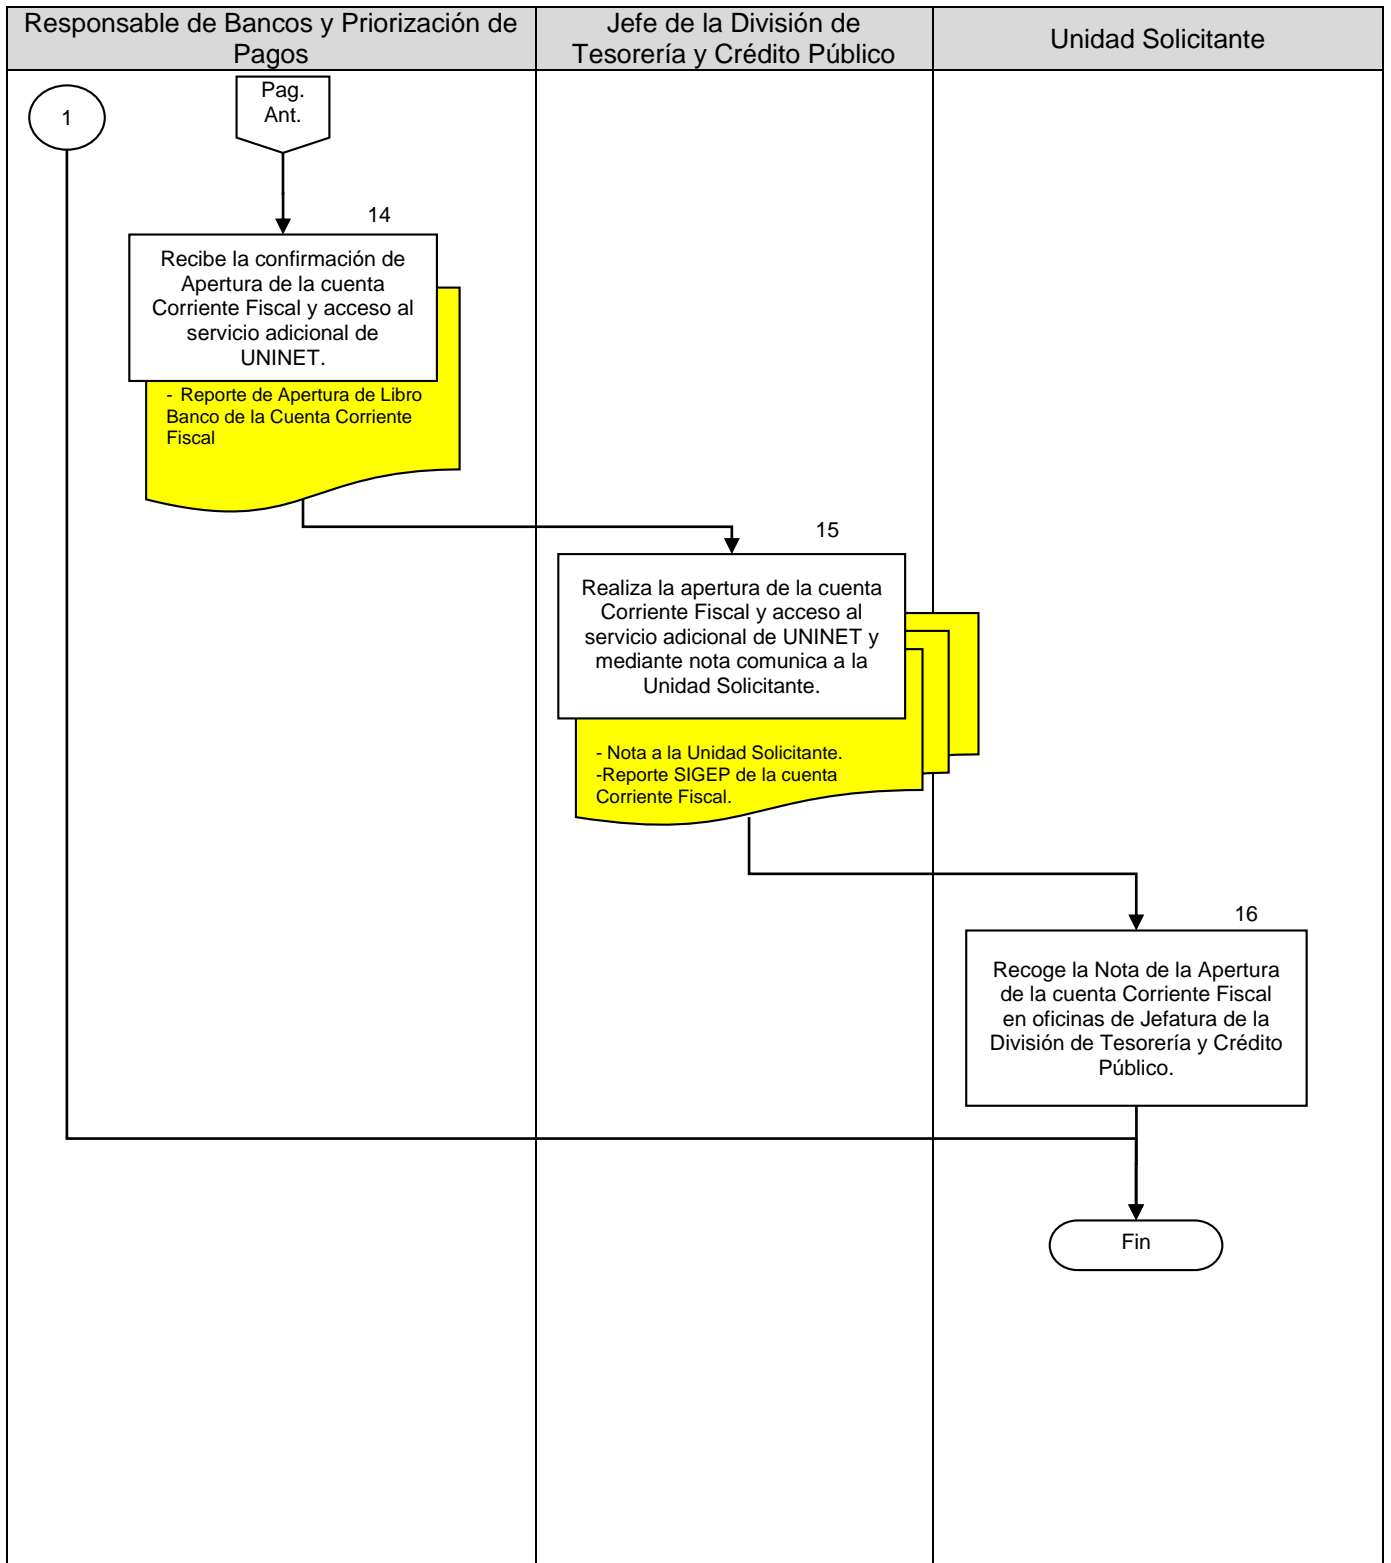 Responsable de Bancos y Priorización de
Pagos
Jefe de la División de
Tesorería y Crédito Público
Unidad Solicitante
1
Pag.
Ant.
14
Recibe la confirmación de
Apertura de la cuenta
Corriente Fiscal y acceso al
servicio adicional de
UNINET.
- Reporte de Apertura de Libro
Banco de la Cuenta Corriente
Fiscal
15
Realiza la apertura de la cuenta
Corriente Fiscal y acceso al
servicio adicional de UNINET y
mediante nota comunica a la
Unidad Solicitante.
- Nota a la Unidad Solicitante.
-Reporte SIGEP de la cuenta
Corriente Fiscal.
16
Recoge la Nota de la Apertura
de la cuenta Corriente Fiscal
en oficinas de Jefatura de la
División de Tesorería y Crédito
Público.
Fin